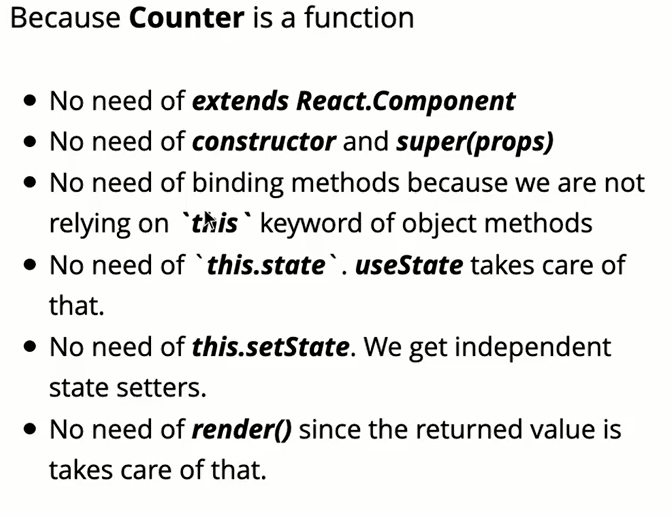 Because Counter is a function
• No need of extends React.Component
• No need of constructor and super(props)
• No need of binding methods because we are not
relying on `this` keyword of object methods
• No need of `this.state`. useState takes care of
that.
• No need of this.setState. We get independent
state setters.
• No need of render() since the returned value is
takes care of that.